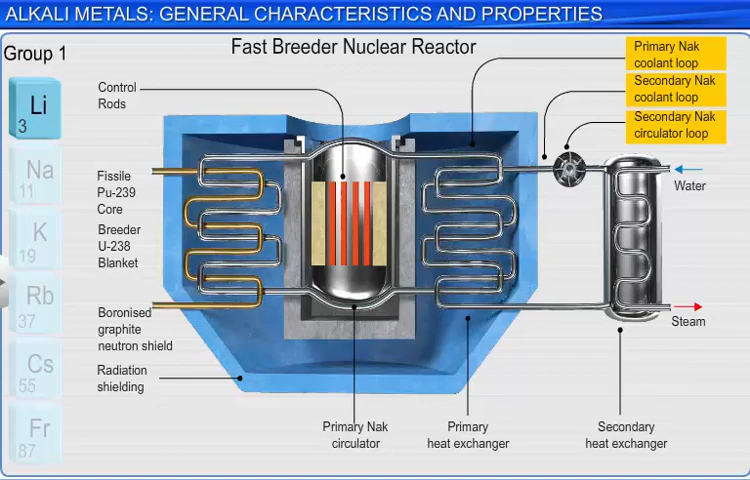 ALKALI METALS: GENERAL CHARACTERISTICS AND PROPERTIES
Group 1
Fast Breeder Nuclear Reactor
Primary Nak
coolant loop
Secondary Nak
coolant loop
Secondary Nak
circulator loop
Control
Rods
Li
3
Na
11
K
19
Rb
37
Cs
55
Fr
87
Fissile
Pu-239
Core
Breeder
U-238
Blanket
Boronised
graphite
neutron shield
Radiation
shielding
Water
Steam
Primary Nak
circulator
Primary
heat exchanger
Secondary
heat exchanger